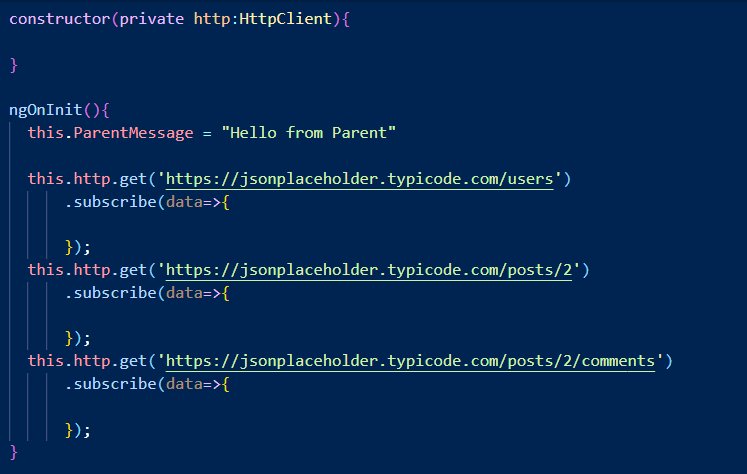 constructor(private http:HttpClient){
}
ngOnInit(){
this.ParentMessage = "Hello from Parent"
this.http.get('https://jsonplaceholder.typicode.com/users')
.subscribe(data=>{
});
this.http.get('https://jsonplaceholder.typicode.com/posts/2')
.subscribe(data=>{
});
this.http.get('https://jsonplaceholder.typicode.com/posts/2/comments')
.subscribe(data=>{
});
}